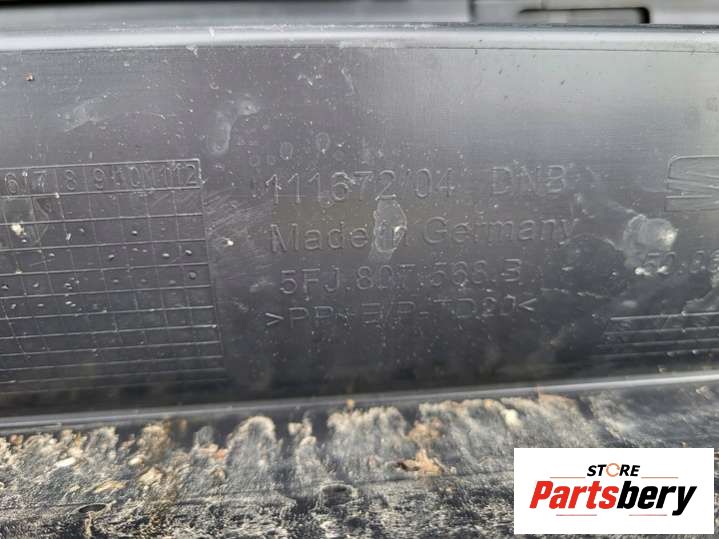 6 7 8 9 10 11 12
111672/04 DNB
Made in Germany
5FJ.807.568.B
>PP+E/P-TD20<
STORE
Partsbery